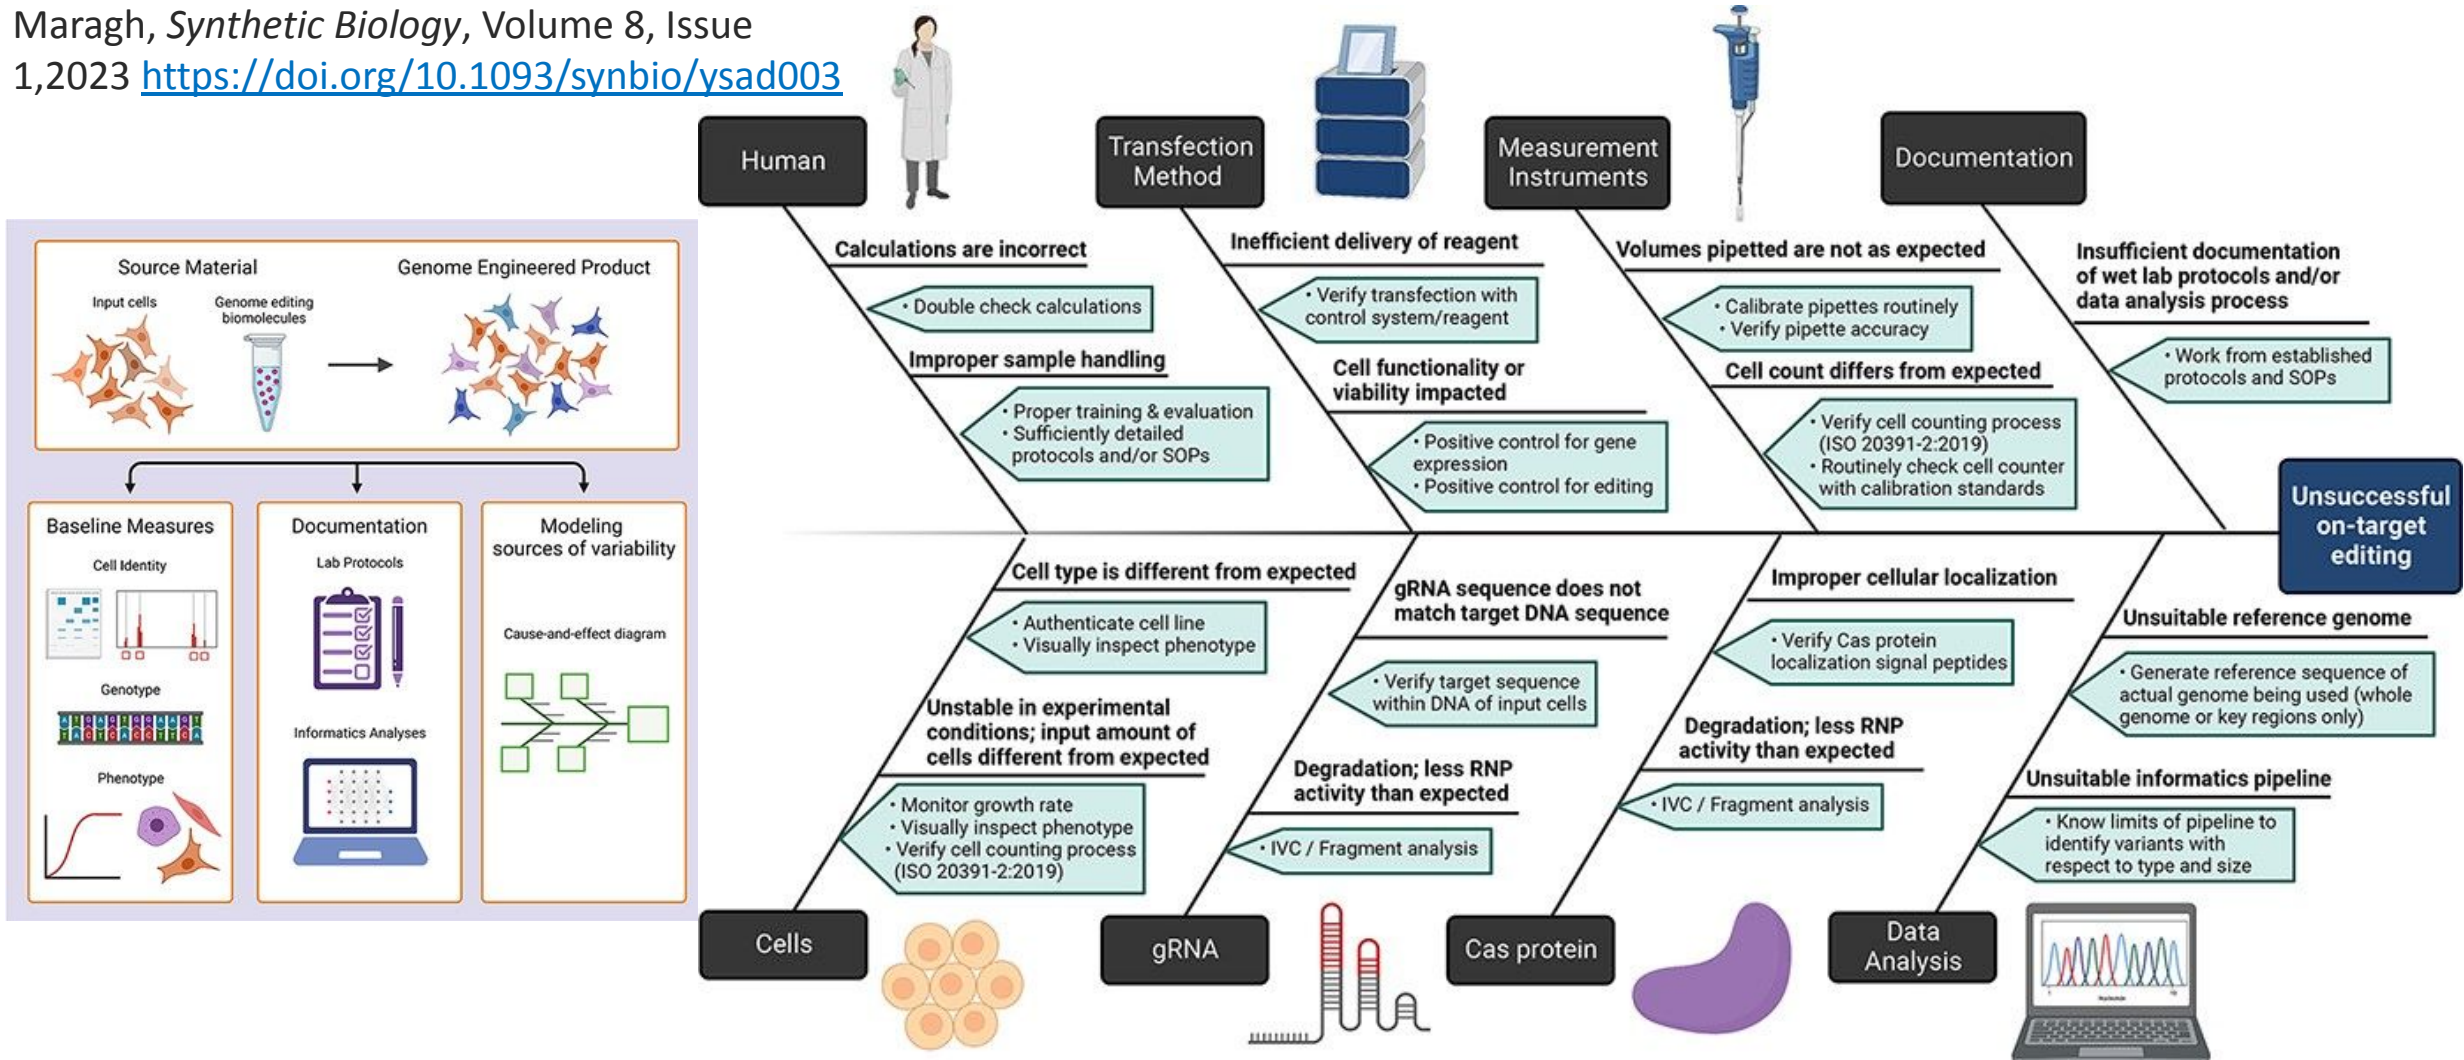 Maragh, Synthetic Biology, Volume 8, Issue
1,2023 https://doi.org/10.1093/synbio/ysad003
Source Material
Genome Engineered Product
Input cells
Genome editing
biomolecules
Baseline Measures
Cell Identity
Genotype
A T G A G T G G A A G T
T A C T C A C C T T C A
Phenotype
Documentation
Lab Protocols
Informatics Analyses
Modeling
sources of variability
Cause-and-effect diagram
Human
Calculations are incorrect
• Double check calculations
Improper sample handling
• Proper training & evaluation
• Sufficiently detailed
protocols and/or SOPs
Transfection
Method
Inefficient delivery of reagent
• Verify transfection with
control system/reagent
Cell functionality or
viability impacted
• Positive control for gene
expression
• Positive control for editing
Measurement
Instruments
Volumes pipetted are not as expected
• Calibrate pipettes routinely
• Verify pipette accuracy
Cell count differs from expected
• Verify cell counting process
(ISO 20391-2:2019)
• Routinely check cell counter
with calibration standards
Documentation
Insufficient documentation
of wet lab protocols and/or
data analysis process
• Work from established
protocols and SOPs
Unsuccessful
on-target
editing
Cell type is different from expected
• Authenticate cell line
• Visually inspect phenotype
Unstable in experimental
conditions; input amount of
cells different from expected
• Monitor growth rate
• Visually inspect phenotype
• Verify cell counting process
(ISO 20391-2:2019)
Cells
gRNA sequence does not
match target DNA sequence
• Verify target sequence
within DNA of input cells
Degradation; less RNP
activity than expected
• IVC / Fragment analysis
gRNA
Improper cellular localization
• Verify Cas protein
localization signal peptides
Degradation; less RNP
activity than expected
• IVC / Fragment analysis
Cas protein
Unsuitable reference genome
• Generate reference sequence of
actual genome being used (whole
genome or key regions only)
Unsuitable informatics pipeline
• Know limits of pipeline to
identify variants with
respect to type and size
Data
Analysis